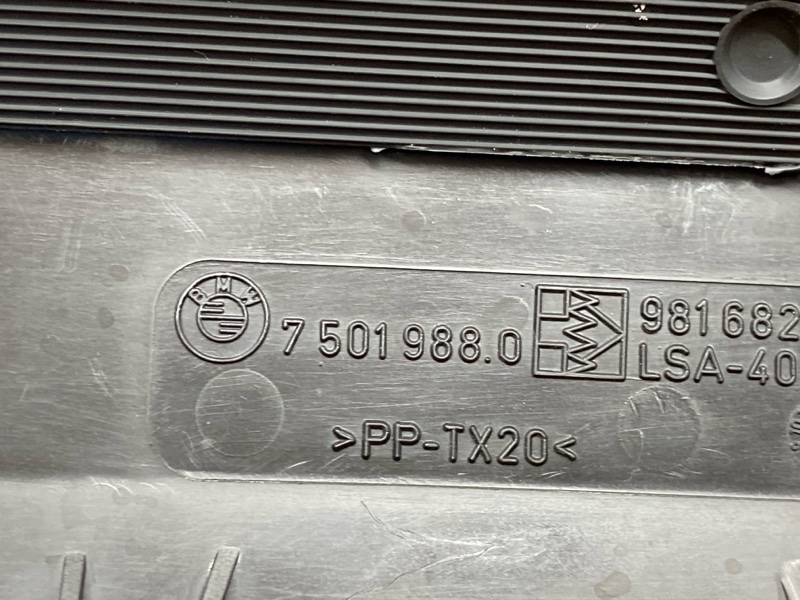 BMW
7 501 988.0
981682
LSA-40
>PP-TX20<